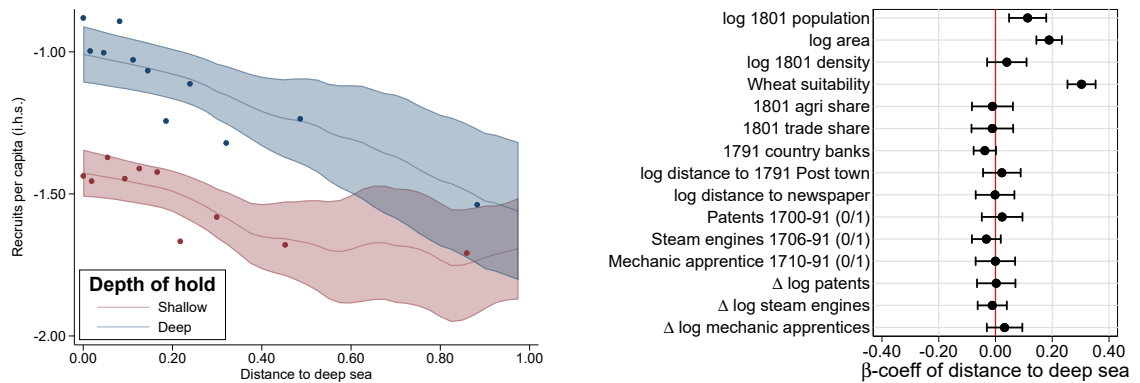 Recruits per capita (i.h.s.)
-1.00
-1.50
-2.00
Depth of hold
Shallow
Deep
0.00 0.20 0.40 0.60 0.80 1.00
Distance to deep sea
log 1801 population
log area
log 1801 density
Wheat suitability
1801 agri share
1801 trade share
1791 country banks
log distance to 1791 Post town
log distance to newspaper
Patents 1700-91 (0/1)
Steam engines 1706-91 (0/1)
Mechanic apprentice 1710-91 (0/1)
Δ log patents
Δ log steam engines
Δ log mechanic apprentices
-0.40 -0.20 0.00 0.20 0.40
β-coeff of distance to deep sea